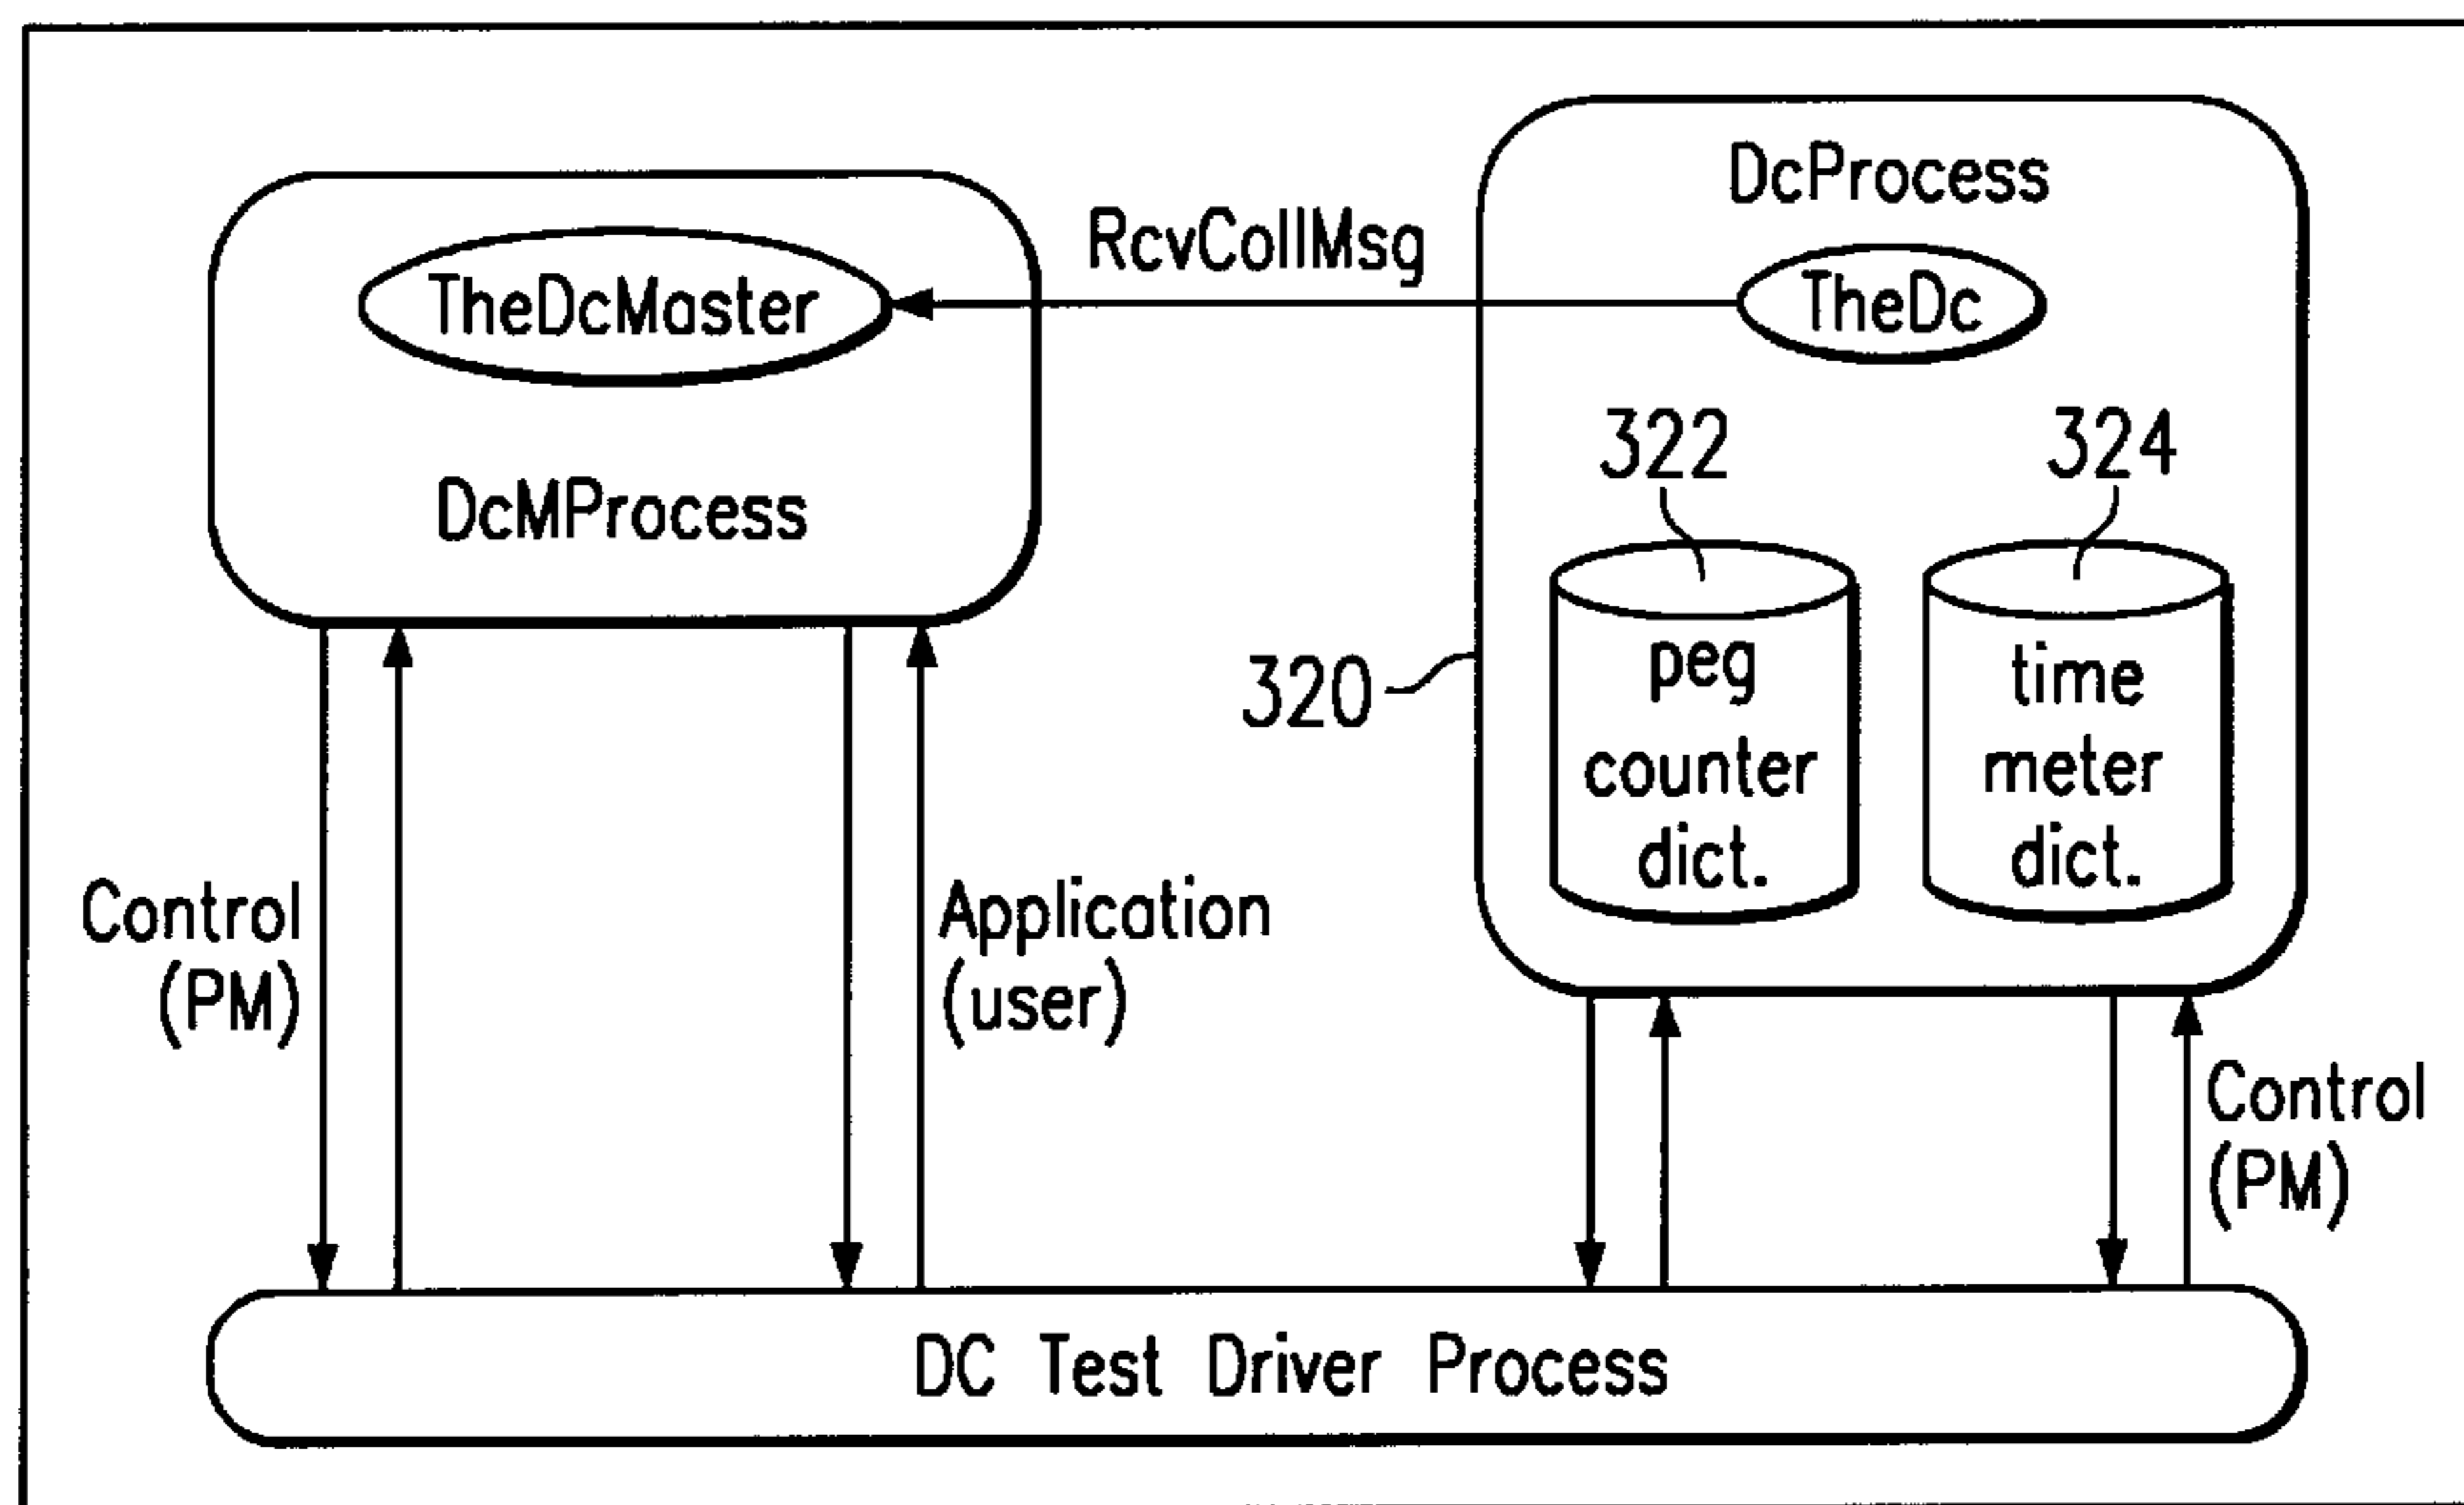 DcProcess
RcvCollMsg
TheDcMaster
TheDc
322
324
DcMProcess
320
peg
counter
dict.
time
meter
dict.
Control
(PM)
Application
(user)
Control
(PM)
DC Test Driver Process